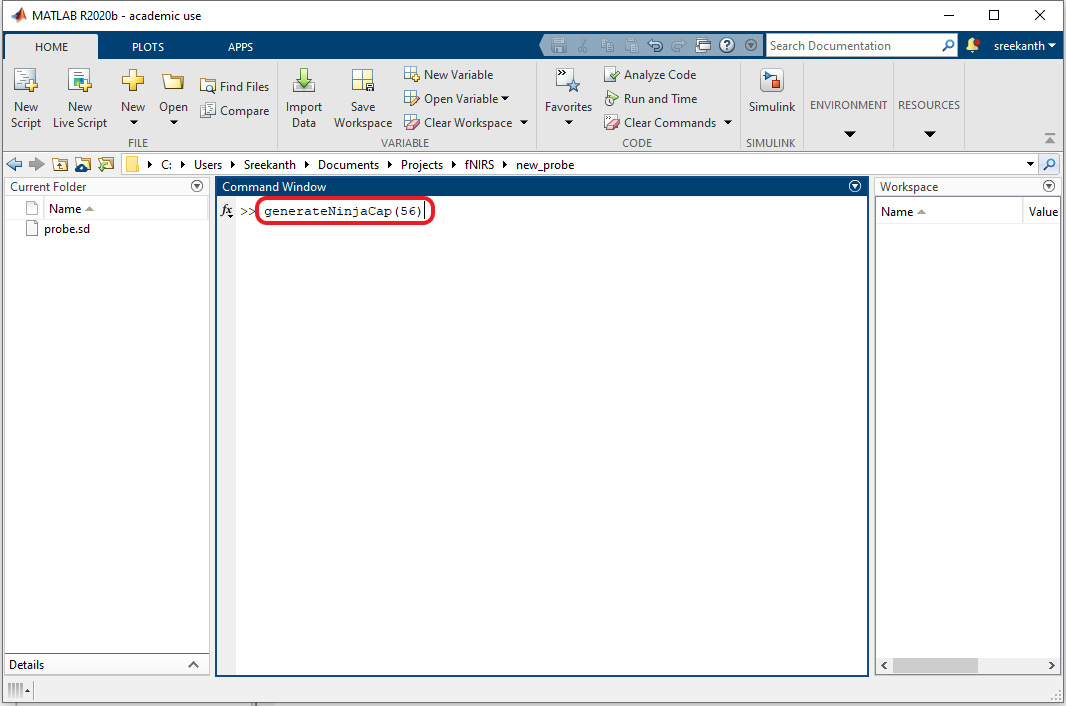 MATLAB R2020b - academic use
HOME PLOTS APPS Search Documentation sreekanth
New Script New Live Script New Open Find Files Compare
FILE
Import Data Save Workspace New Variable Open Variable Clear Workspace
VARIABLE
Favorites Analyze Code Run and Time Clear Commands
CODE
Simulink
SIMULINK
ENVIRONMENT RESOURCES
C: Users Sreekanth Documents Projects fNIRS new_probe
Current Folder
Name
probe.sd
Details
Command Window
fx >> generateNinjaCap(56)
Workspace
Name Value